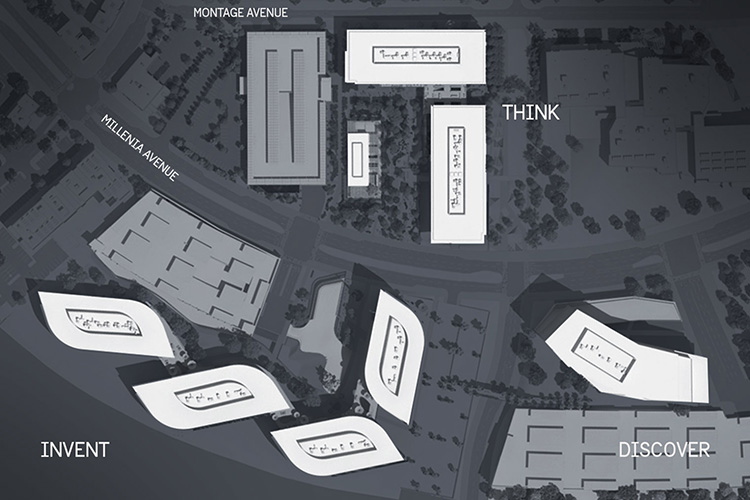 MONTAGE AVENUE
THINK
MILLENIA AVENUE
INVENT
DISCOVER